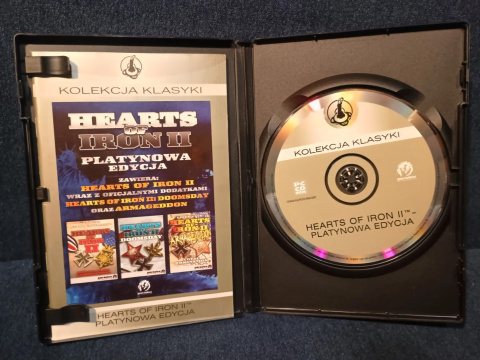 KOLEKCJA KLASYKI
HEARTS
OF
IRON II
PLATYNOWA
EDYCJA
ZAWIERA:
HEARTS OF IRON II
WRAZ Z OFICJALNYMI DODATKAMI
HEARTS OF IRON II: DOOMSDAY
ORAZ ARMAGEDDON
DOOMSDAY
HEARTS OF IRON II™
PLATYNOWA EDYCJA
KOLEKCJA KLASYKI
PC
CD
HEARTS OF IRON II™ –
PLATYNOWA EDYCJA